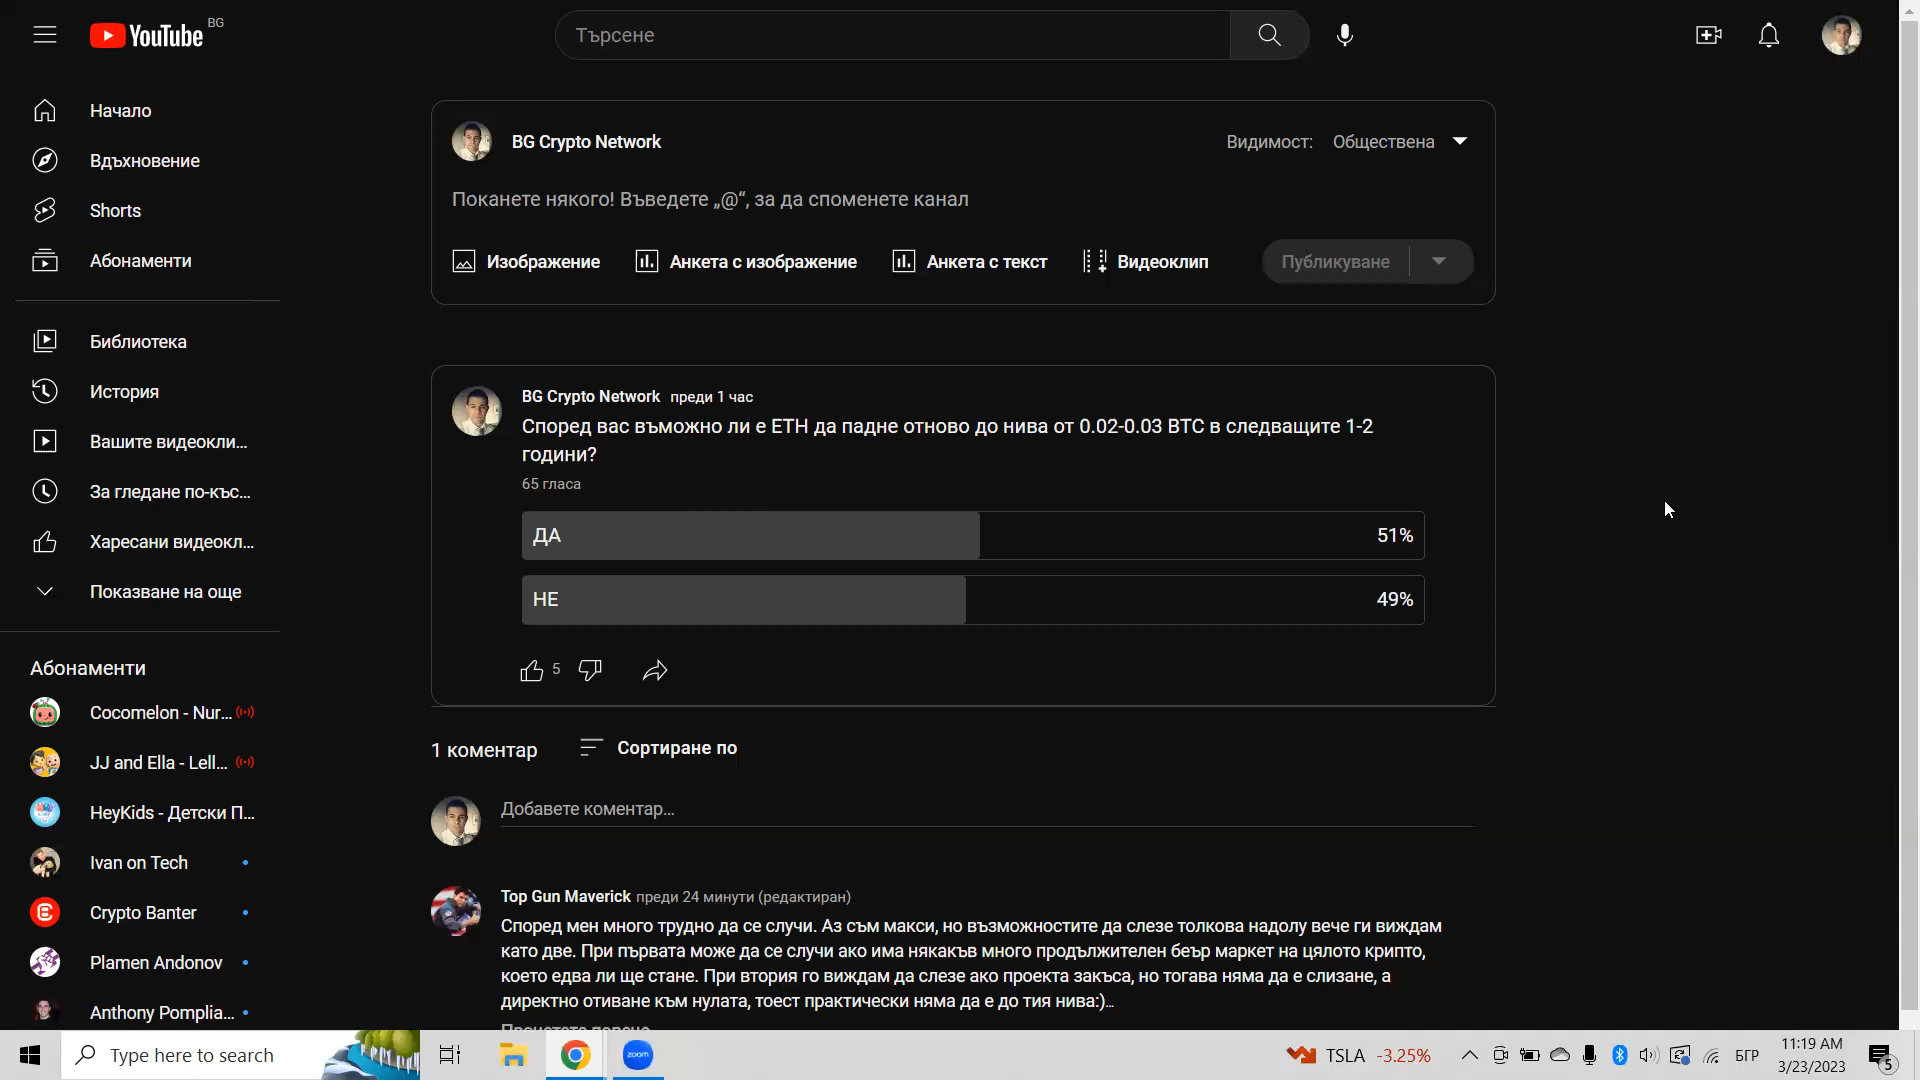 YouTube BG
Търсене
Начало
Вдъхновение
Shorts
Абонаменти
Библиотека
История
Вашите видеокли...
За гледане по-къс...
Харесани видеокл...
Показване на още
Абонаменти
Cocomelon - Nur...
JJ and Ella - Lell...
HeyKids - Детски П...
Ivan on Tech
Crypto Banter
Plamen Andonov
Anthony Pomplia...
BG Crypto Network
Видимост: Обществена
Поканете някого! Въведете „@“, за да споменете канал
Изображение
Анкета с изображение
Анкета с текст
Видеоклип
Публикуване
BG Crypto Network преди 1 час
Според вас въможно ли е ETH да падне отново до нива от 0.02-0.03 BTC в следващите 1-2
години?
65 гласа
ДА 51%
НЕ 49%
5
1 коментар
Сортиране по
Добавете коментар...
Top Gun Maverick преди 24 минути (редактиран)
Според мен много трудно да се случи. Аз съм макси, но възможностите да слезе толкова надолу вече ги виждам
като две. При първата може да се случи ако има някакъв много продължителен беър маркет на цялото крипто,
което едва ли ще стане. При втория го виждам да слезе ако проекта закъса, но тогава няма да е слизане, а
директно отиване към нулата, тоест практически няма да е до тия нива:)...
Type here to search
zoom
TSLA -3.25%
БГР
11:19 AM
3/23/2023
5